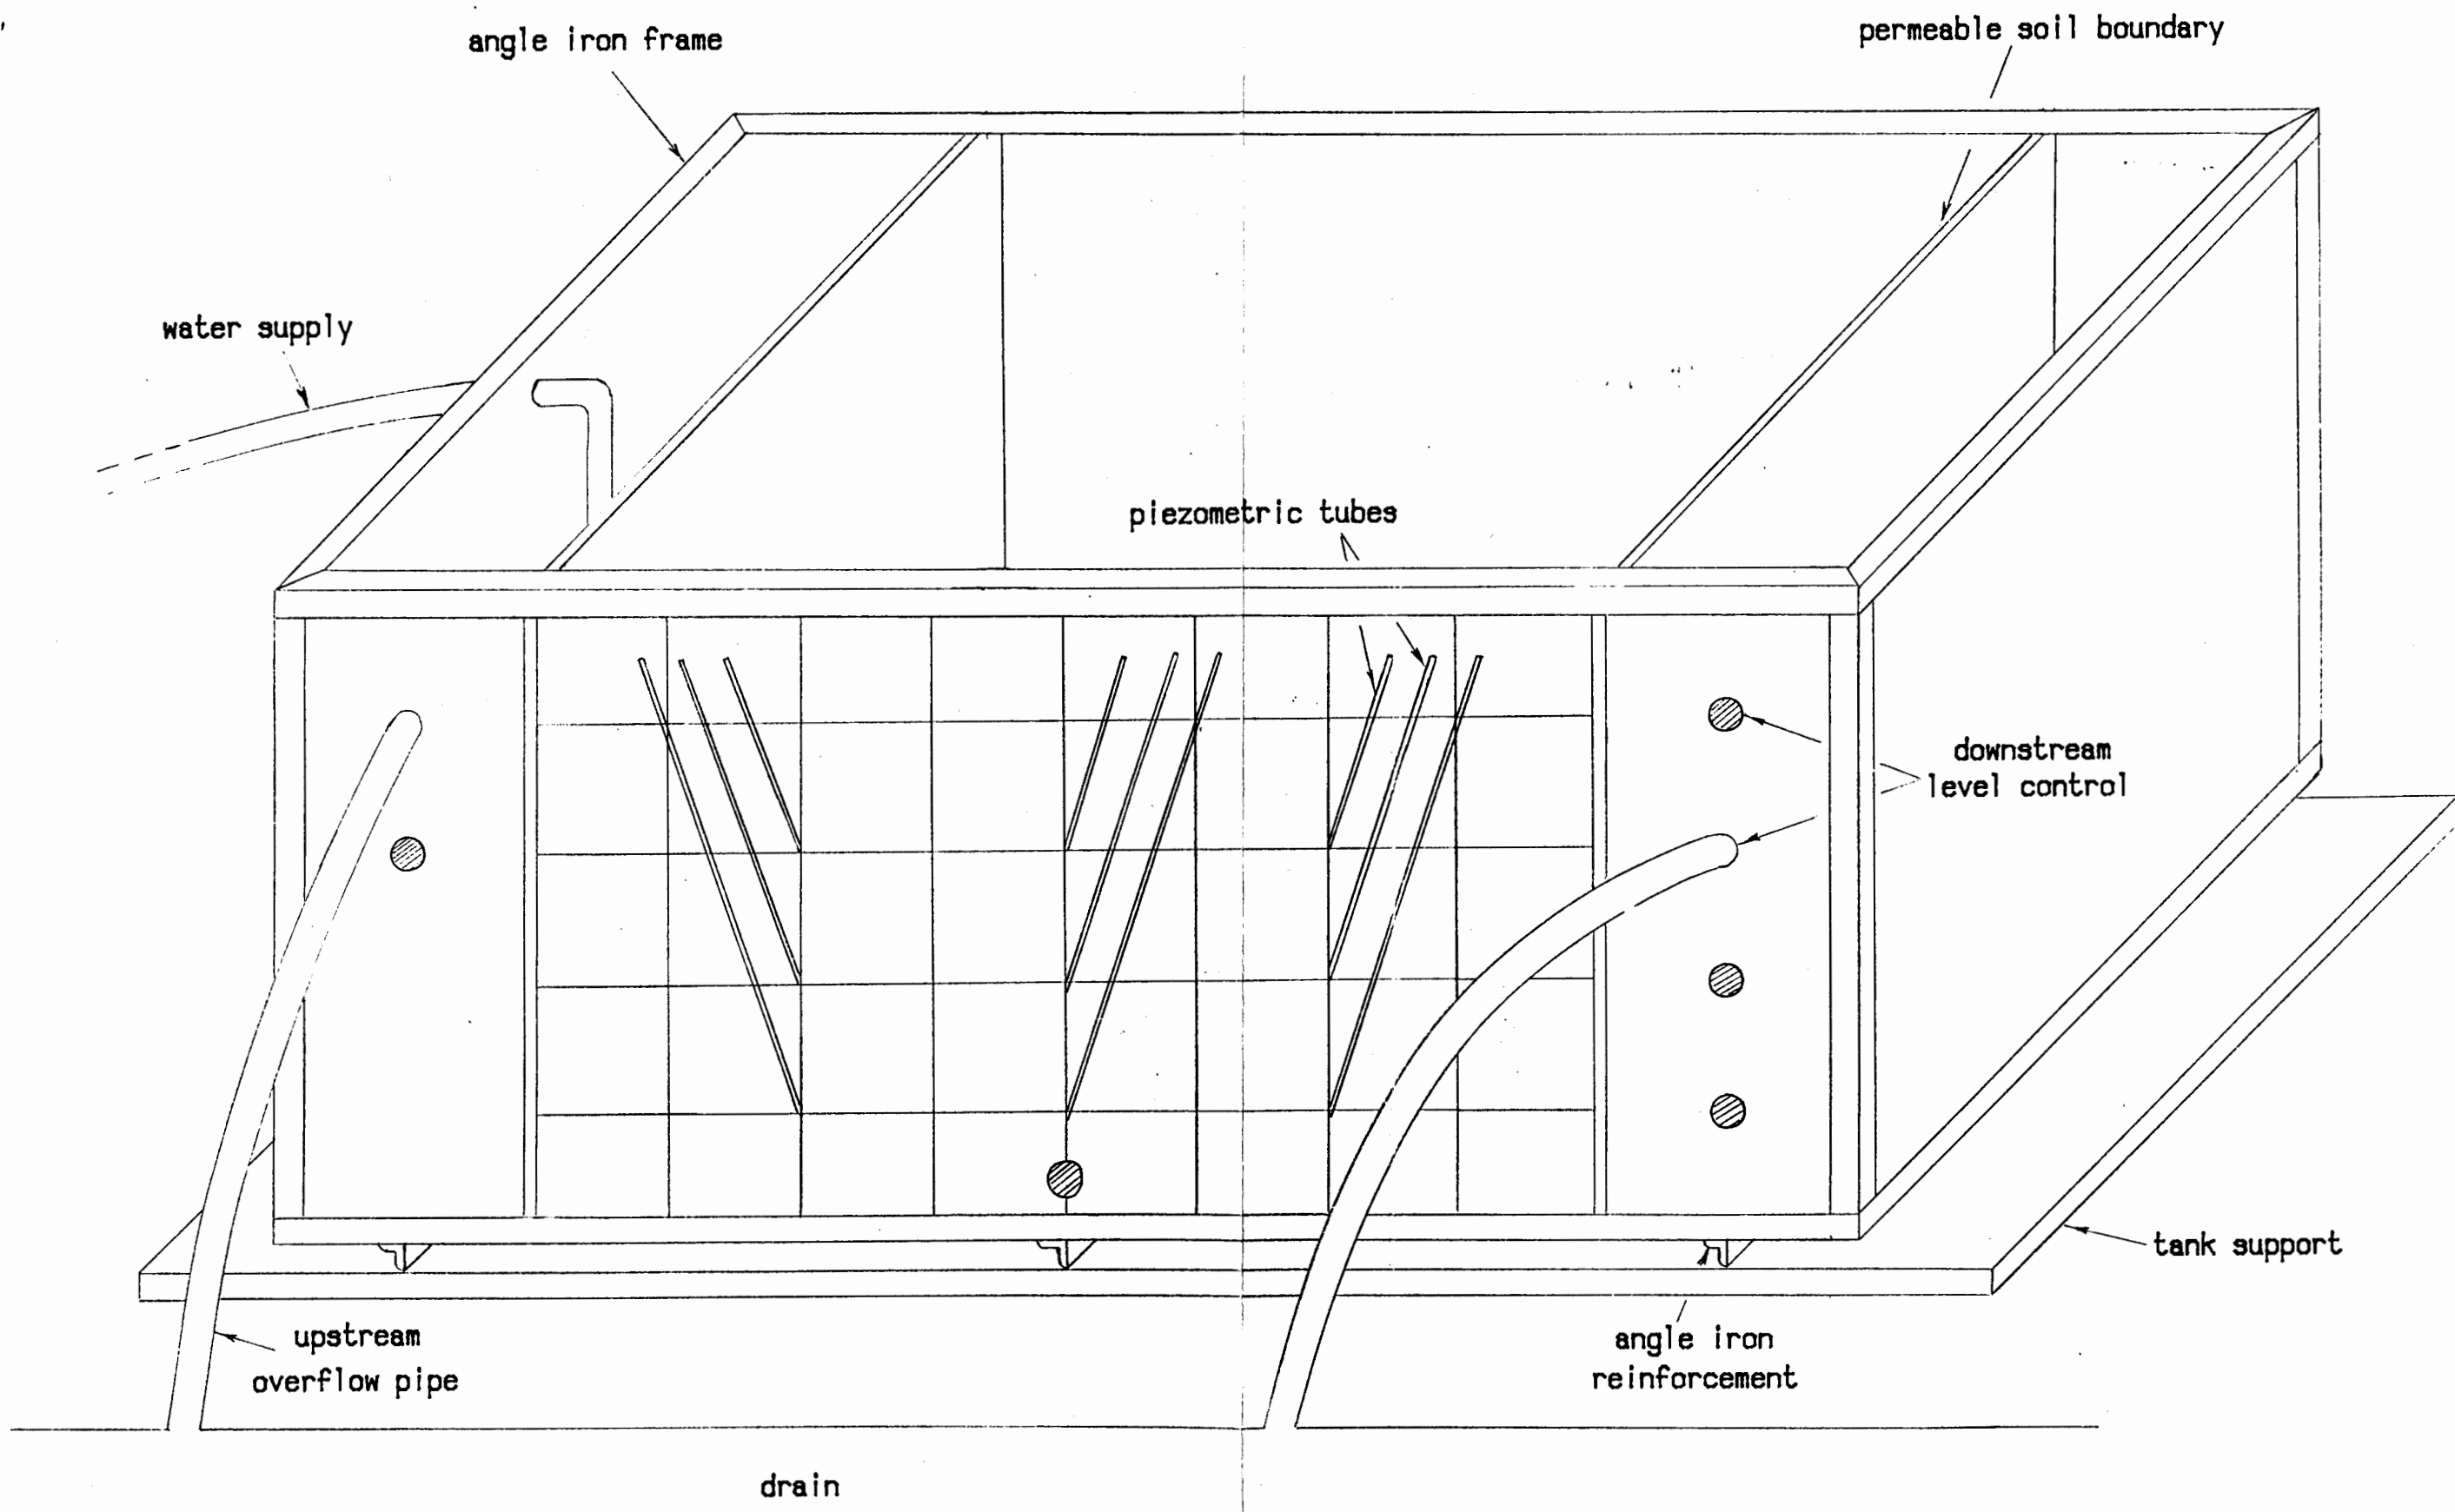 angle iron frame
permeable soil boundary
water supply
piezometric tubes
downstream
level control
tank support
upstream
overflow pipe
angle iron
reinforcement
drain